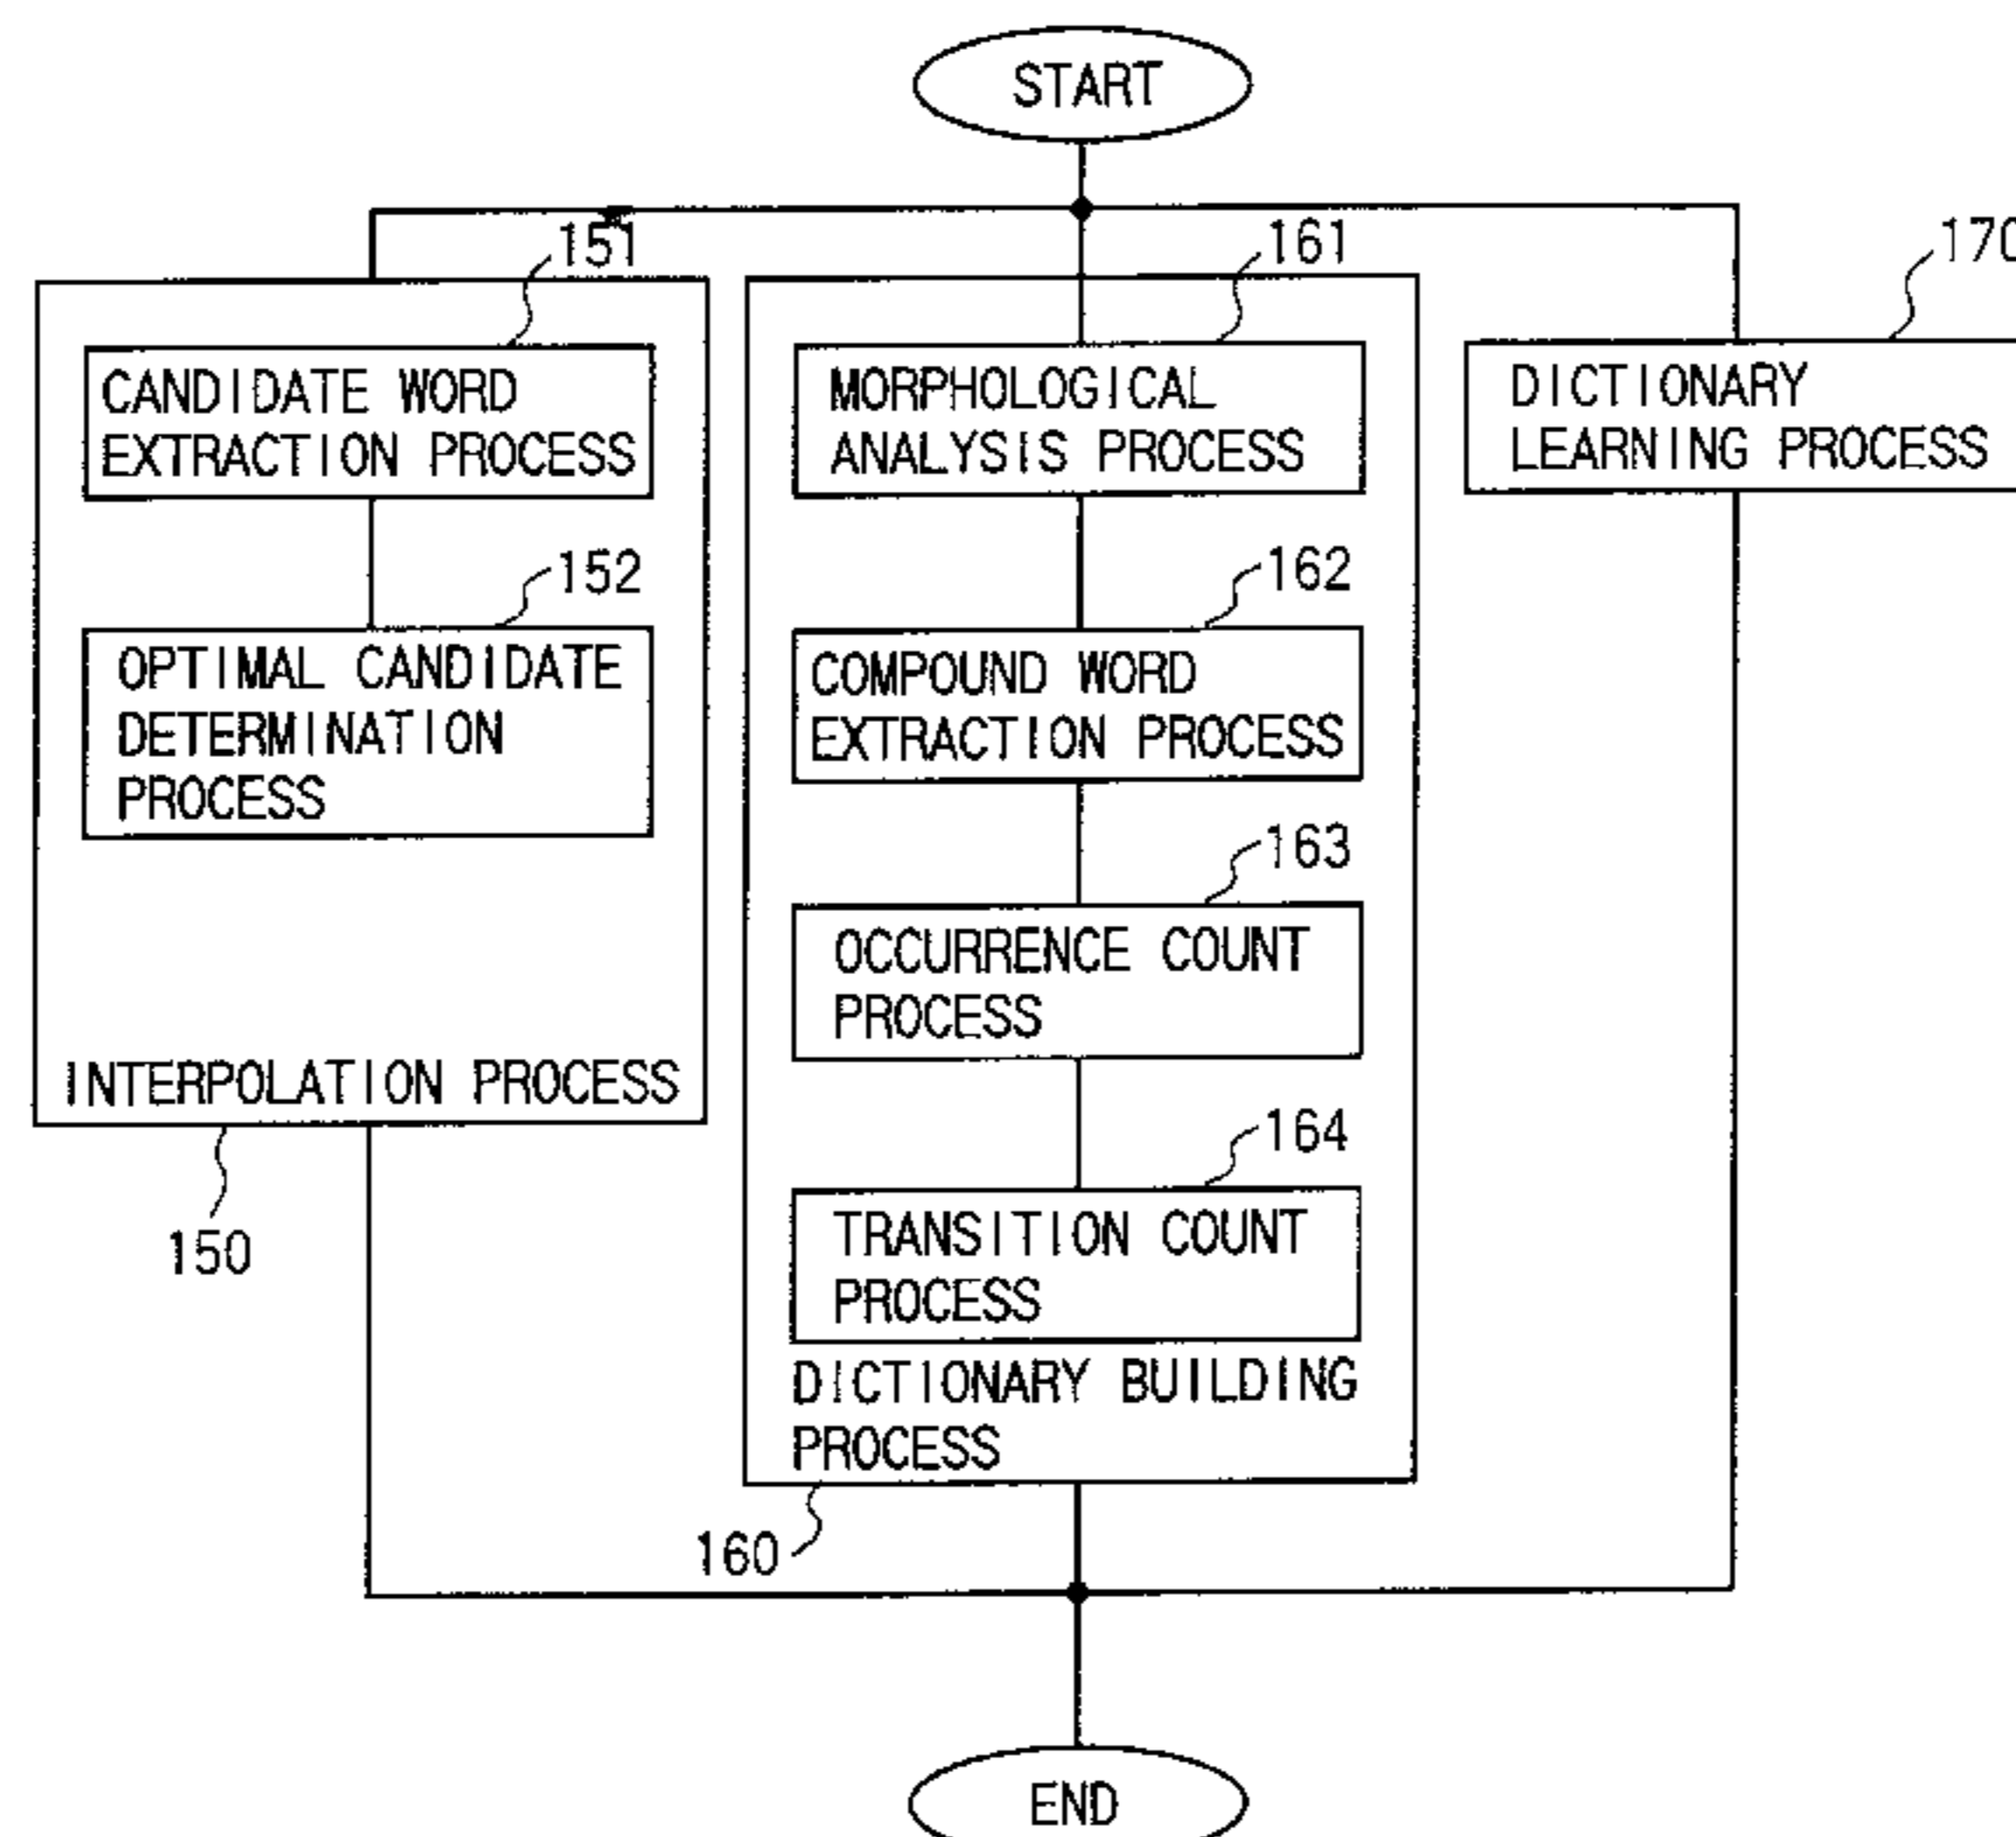 START
151
161
170
CANDIDATE WORD
EXTRACTION PROCESS
MORPHOLOGICAL
ANALYSIS PROCESS
DICTIONARY
LEARNING PROCESS
152
162
OPTIMAL CANDIDATE
DETERMINATION
PROCESS
COMPOUND WORD
EXTRACTION PROCESS
163
OCCURRENCE COUNT
PROCESS
INTERPOLATION PROCESS
150
164
TRANSITION COUNT
PROCESS
DICTIONARY BUILDING
PROCESS
160
END